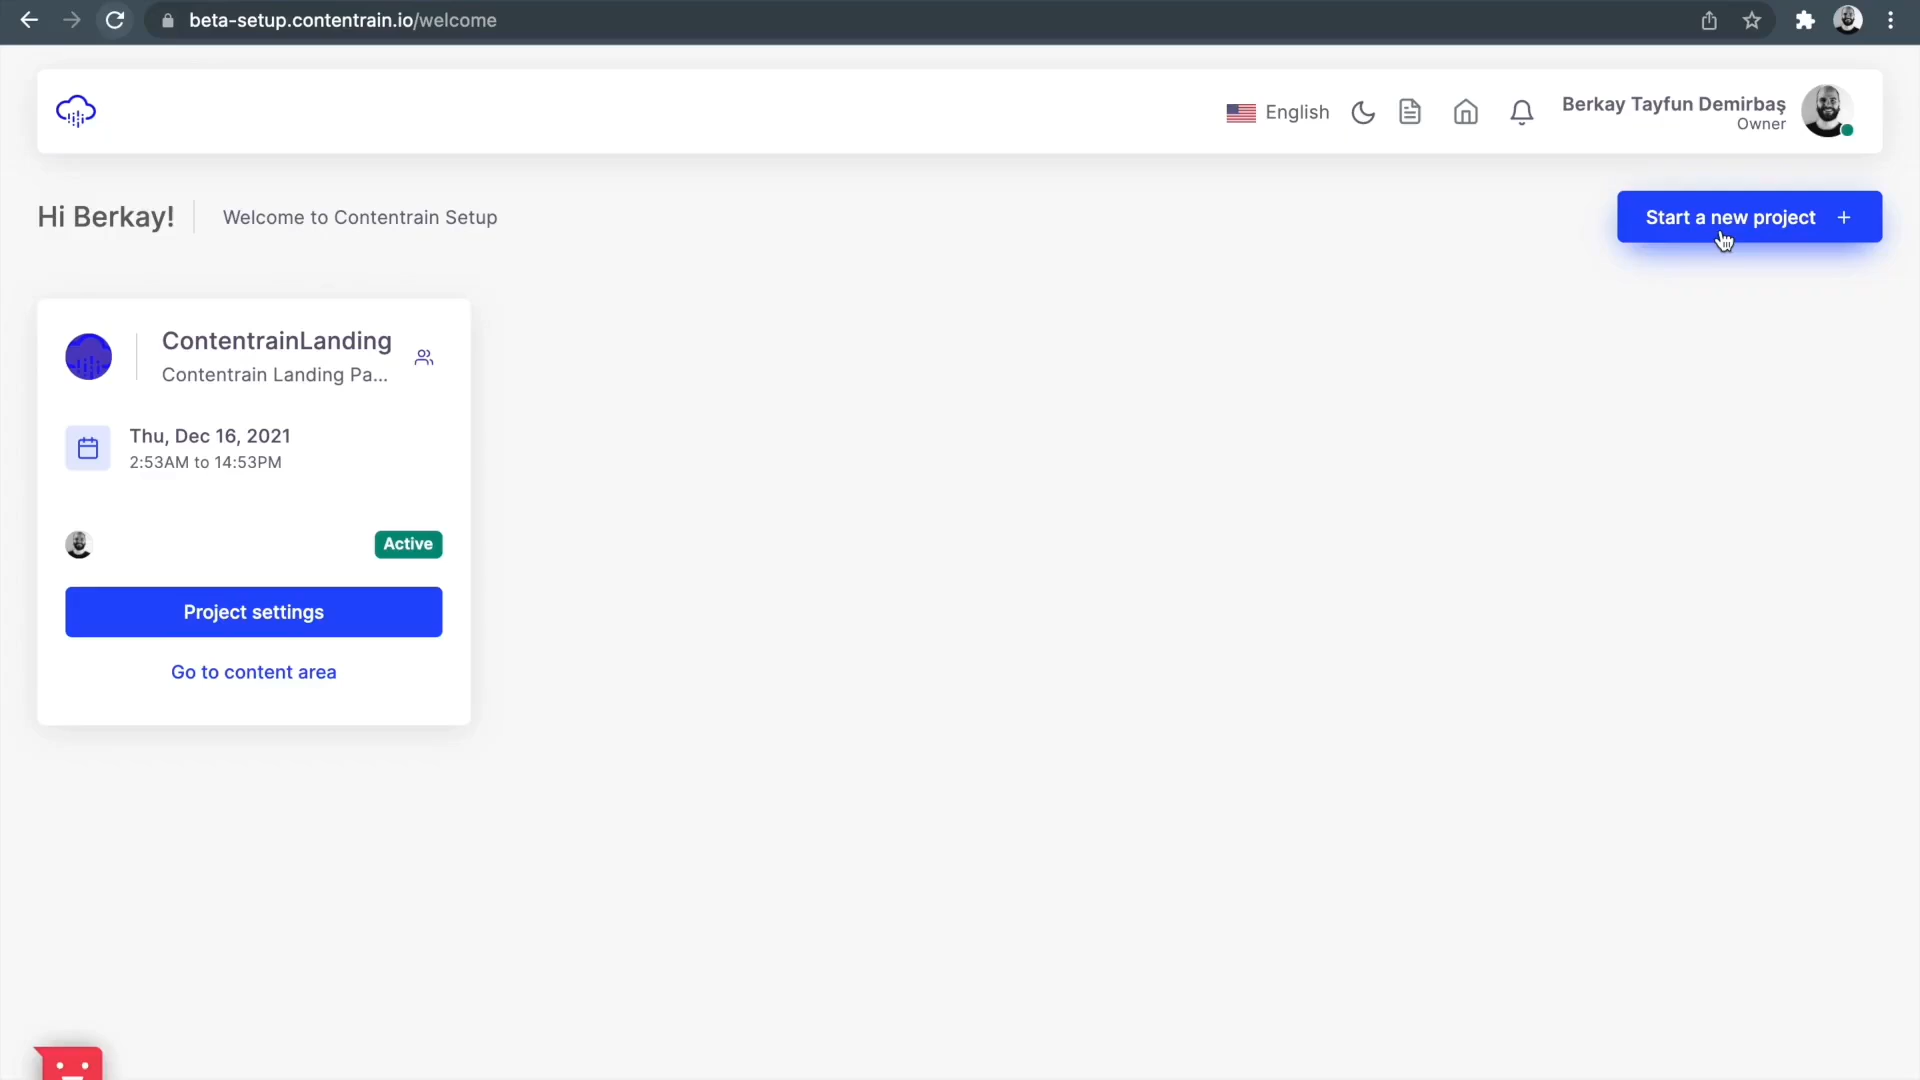 beta-setup.contentrain.io/welcome
English
Berkay Tayfun Demirbaş
Owner
Hi Berkay!
Welcome to Contentrain Setup
Start a new project +
ContentrainLanding
Contentrain Landing Pa...
Thu, Dec 16, 2021
2:53AM to 14:53PM
Active
Project settings
Go to content area